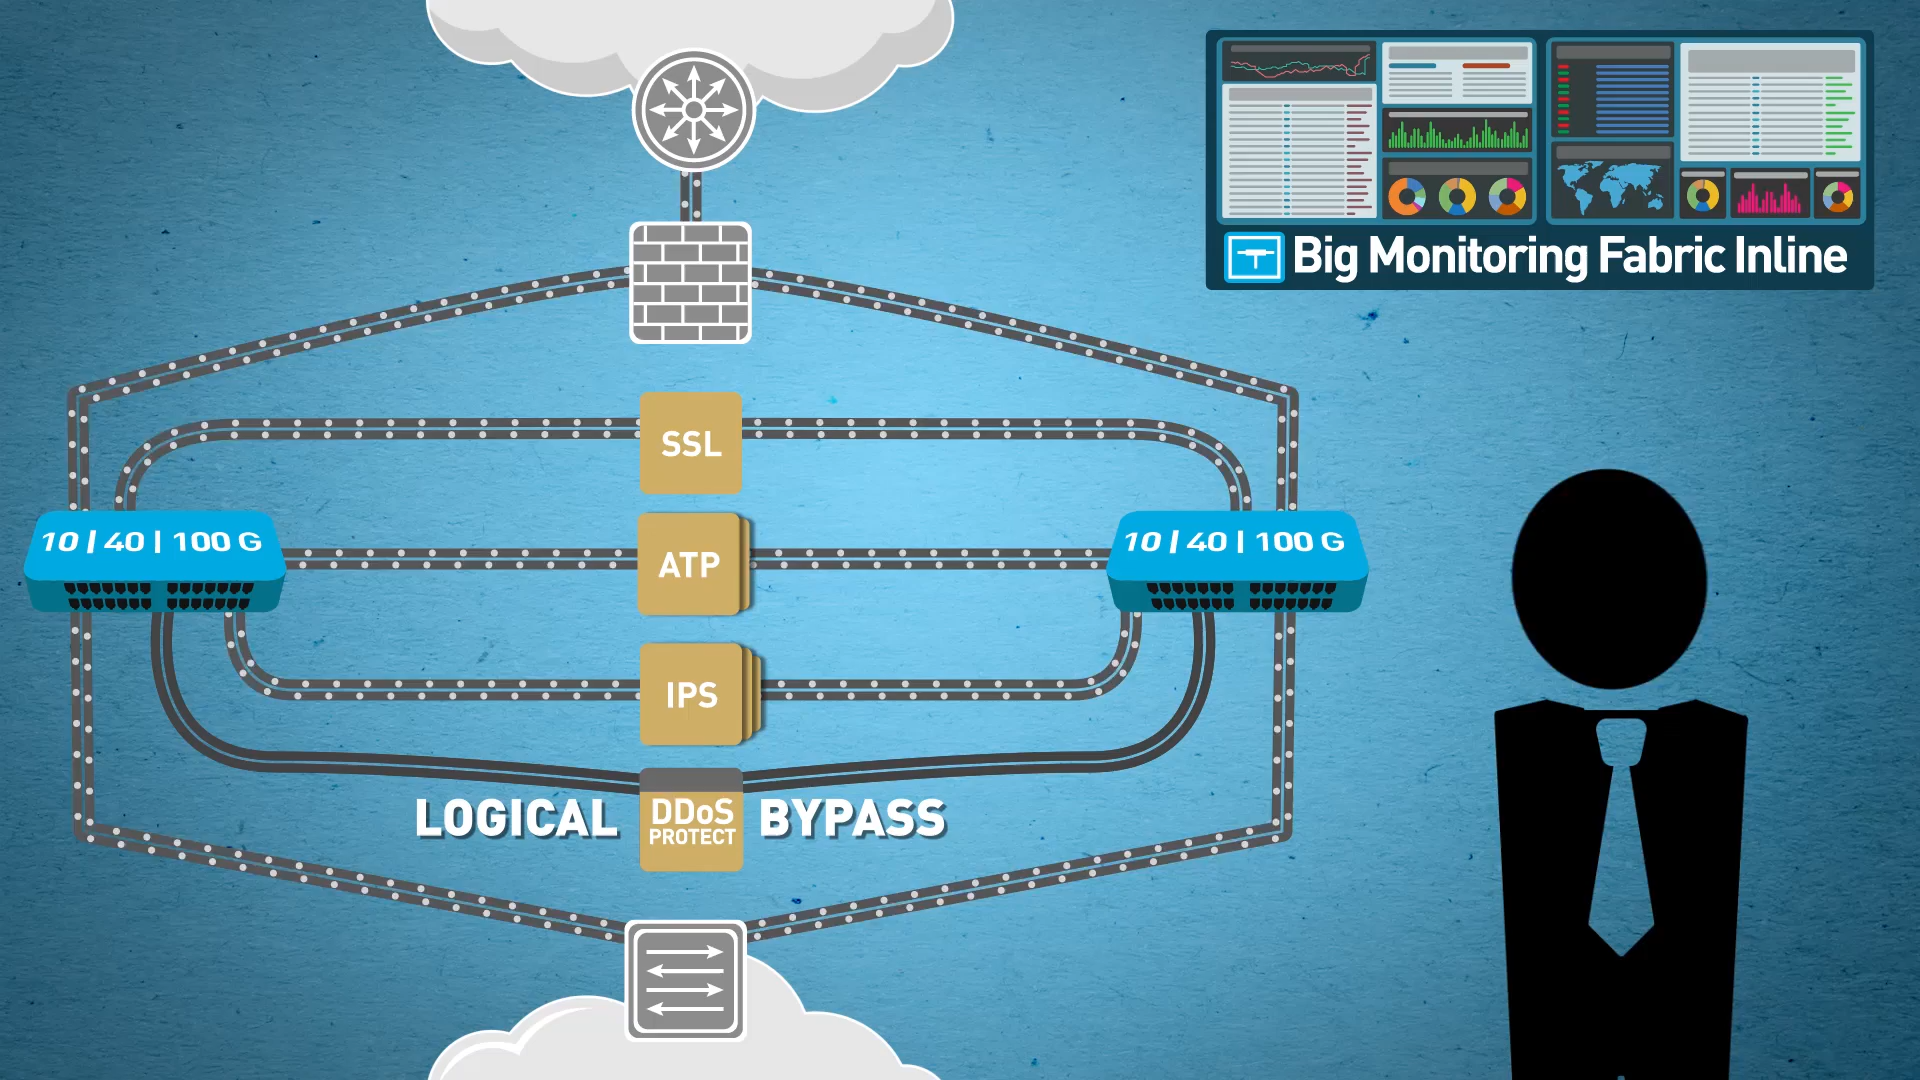 Big Monitoring Fabric Inline
SSL
10 | 40 | 100 G
ATP
10 | 40 | 100 G
IPS
LOGICAL
DDoS
PROTECT
BYPASS